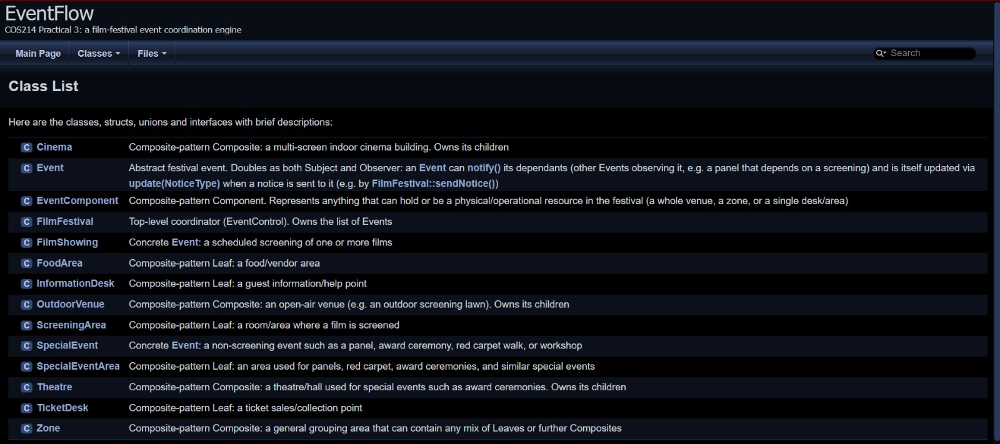 EventFlow
COS214 Practical 3: a film-festival event coordination engine
Main Page Classes Files Search
Class List
Here are the classes, structs, unions and interfaces with brief descriptions:
C Cinema Composite-pattern Composite: a multi-screen indoor cinema building. Owns its children
C Event Abstract festival event. Doubles as both Subject and Observer: an Event can notify() its dependants (other Events observing it, e.g. a panel that depends on a screening) and is itself updated via
update(NoticeType) when a notice is sent to it (e.g. by FilmFestival::sendNotice())
C EventComponent Composite-pattern Component. Represents anything that can hold or be a physical/operational resource in the festival (a whole venue, a zone, or a single desk/area)
C FilmFestival Top-level coordinator (EventControl). Owns the list of Events
C FilmShowing Concrete Event: a scheduled screening of one or more films
C FoodArea Composite-pattern Leaf: a food/vendor area
C InformationDesk Composite-pattern Leaf: a guest information/help point
C OutdoorVenue Composite-pattern Composite: an open-air venue (e.g. an outdoor screening lawn). Owns its children
C ScreeningArea Composite-pattern Leaf: a room/area where a film is screened
C SpecialEvent Concrete Event: a non-screening event such as a panel, award ceremony, red carpet walk, or workshop
C SpecialEventArea Composite-pattern Leaf: an area used for panels, red carpet, award ceremonies, and similar special events
C Theatre Composite-pattern Composite: a theatre/hall used for special events such as award ceremonies. Owns its children
C TicketDesk Composite-pattern Leaf: a ticket sales/collection point
C Zone Composite-pattern Composite: a general grouping area that can contain any mix of Leaves or further Composites